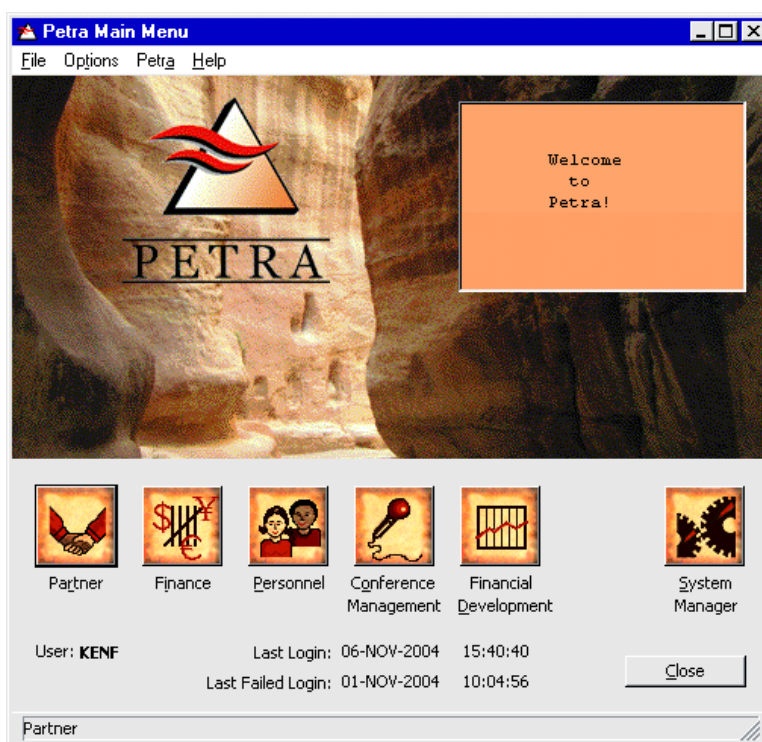 Petra Main Menu
File Options Petra Help
PETRA
Welcome
to
Petra!
Partner
Finance
Personnel
Conference
Management
Financial
Development
System
Manager
User: KENF
Last Login: 06-NOV-2004 15:40:40
Last Failed Login: 01-NOV-2004 10:04:56
Close
Partner